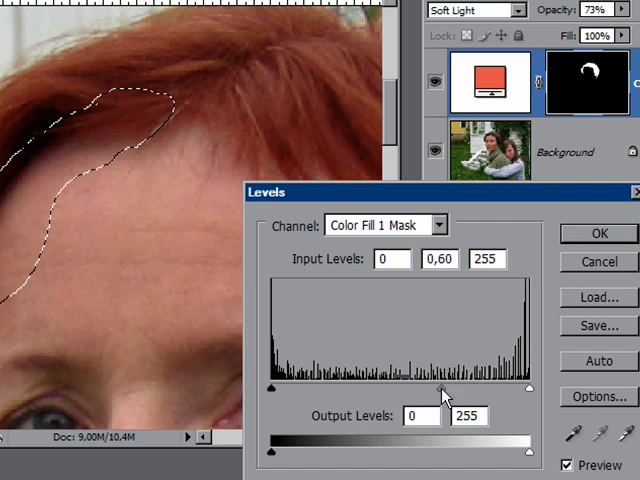 Soft Light Opacity: 73%
Lock: Fill: 100%
Background
Levels
Channel: Color Fill 1 Mask
OK
Input Levels: 0 0,60 255
Cancel
Load...
Save...
Auto
Options...
Output Levels: 0 255
Preview
Doc: 9,00M/10,4M